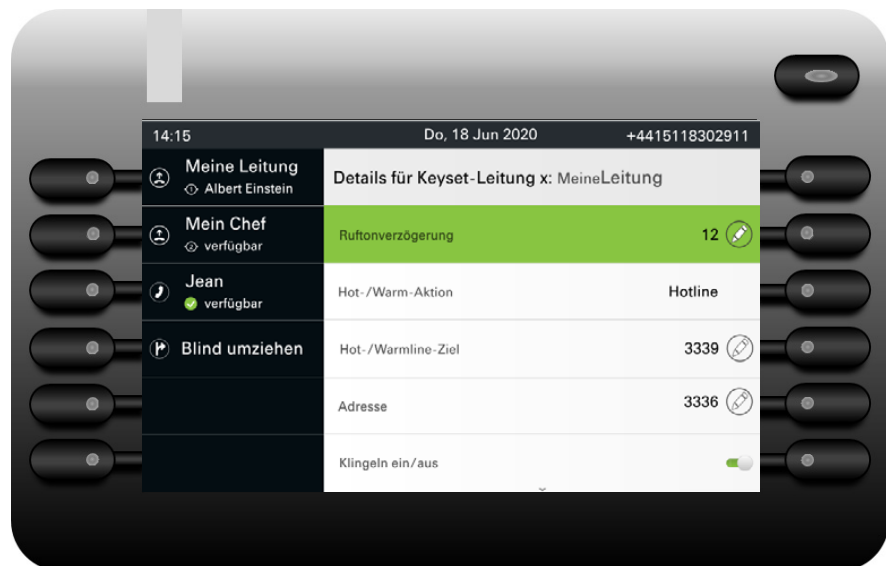 14:15 Do, 18 Jun 2020 +4415118302911
Meine Leitung
① Albert Einstein
Mein Chef
② verfügbar
Jean
verfügbar
Blind umziehen
Details für Keyset-Leitung x: MeineLeitung
Ruftonverzögerung 12
Hot-/Warm-Aktion Hotline
Hot-/Warmline-Ziel 3339
Adresse 3336
Klingeln ein/aus